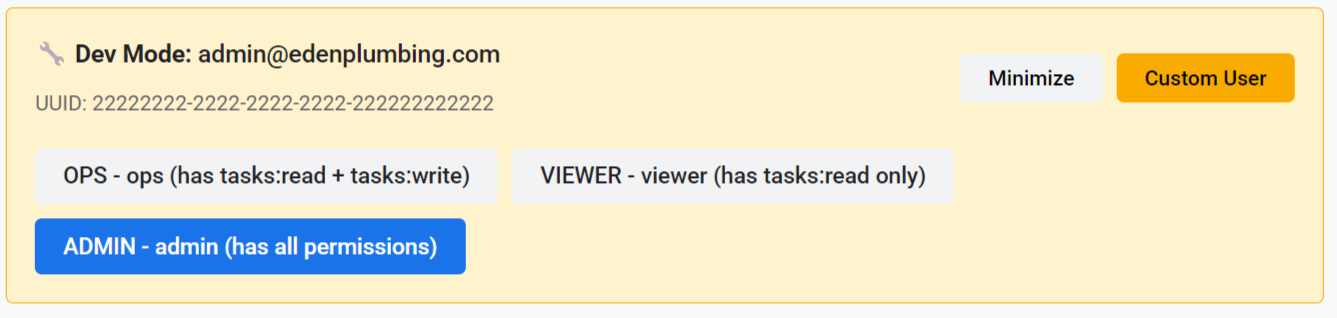 Dev Mode: admin@edenplumbing.com
UUID: 22222222-2222-2222-2222-222222222222
Minimize
Custom User
OPS - ops (has tasks:read + tasks:write)
VIEWER - viewer (has tasks:read only)
ADMIN - admin (has all permissions)